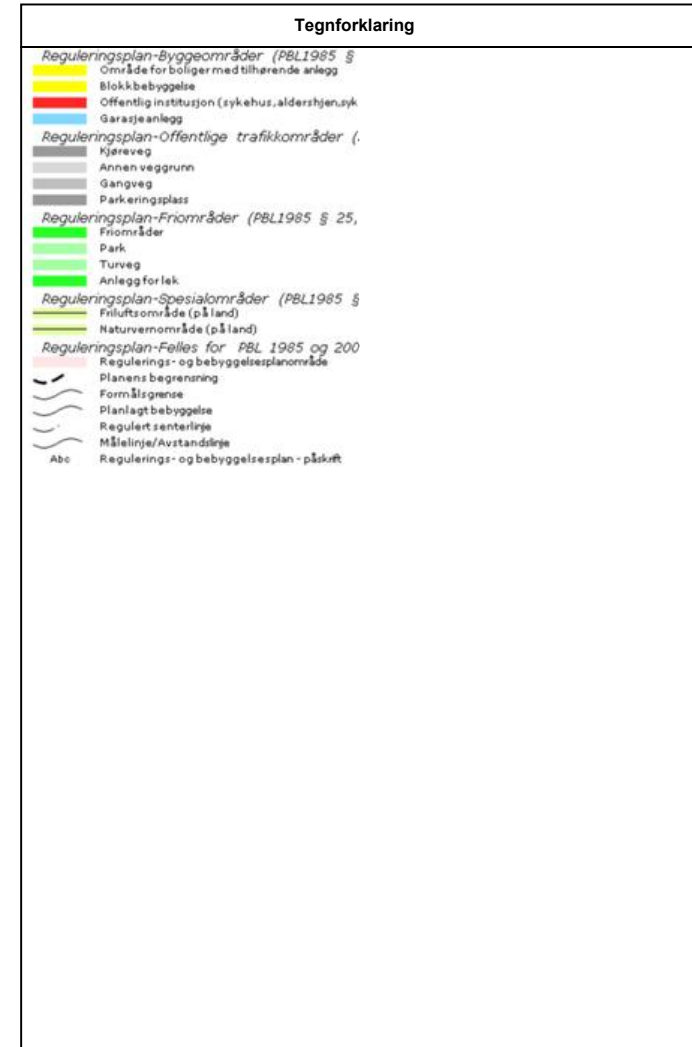 Tegnforklaring
Reguleringsplan-Byggeområder (PBL1985 §
Område for boliger med tilhørende anlegg
Blokkbebyggelse
Offentlig institusjon (sykehus, aldershjem, syk
Garasjeanlegg
Reguleringsplan-Offentlige trafikkområder (.
Kjøreveg
Annen veggrunn
Gangveg
Parkeringsplass
Reguleringsplan-Friområder (PBL1985 § 25,
Friområder
Park
Turveg
Anlegg for lek
Reguleringsplan-Spesialområder (PBL1985 §
Friluftsområde (på land)
Naturvernområde (på land)
Reguleringsplan-Felles for PBL 1985 og 200
Regulerings- og bebyggelsesplanområde
Planens begrensning
Formålsgrense
Planlagt bebyggelse
Regulert senterlinje
Målelinje/Avstandslinje
Abc Regulerings- og bebyggelsesplan - påskrift